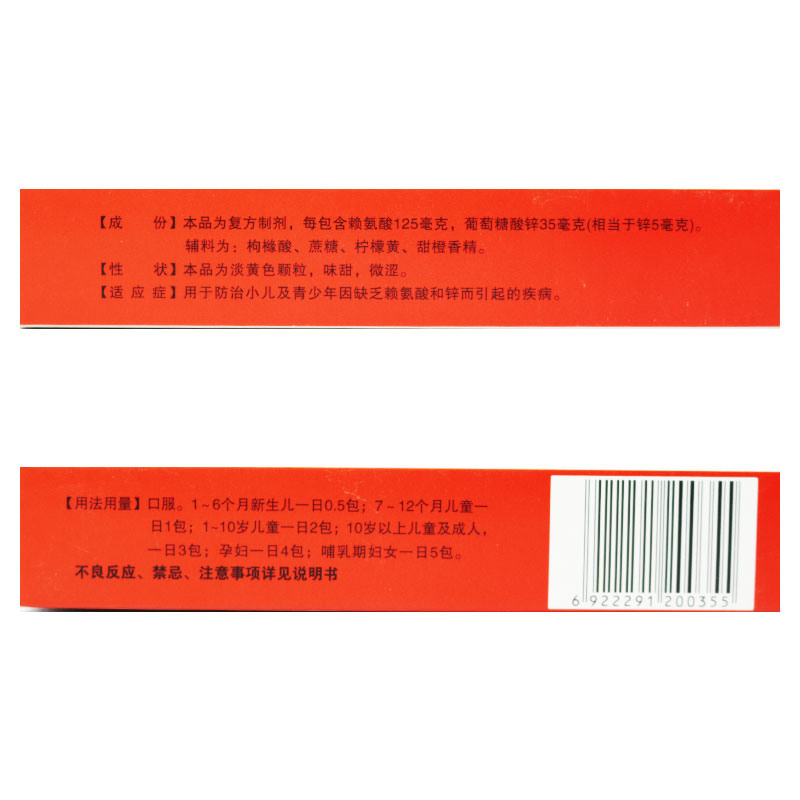 【成　份】本品为复方制剂，每包含赖氨酸125毫克，葡萄糖酸锌35毫克(相当于锌5毫克)。
辅料为：枸橼酸、蔗糖、柠檬黄、甜橙香精。
【性　状】本品为淡黄色颗粒，味甜，微涩。
【适 应 症】用于防治小儿及青少年因缺乏赖氨酸和锌而引起的疾病。
【用法用量】口服。1～6个月新生儿一日0.5包；7～12个月儿童一
日1包；1～10岁儿童一日2包；10岁以上儿童及成人，
一日3包；孕妇一日4包；哺乳期妇女一日5包。
不良反应、禁忌、注意事项详见说明书
6 922291 200355